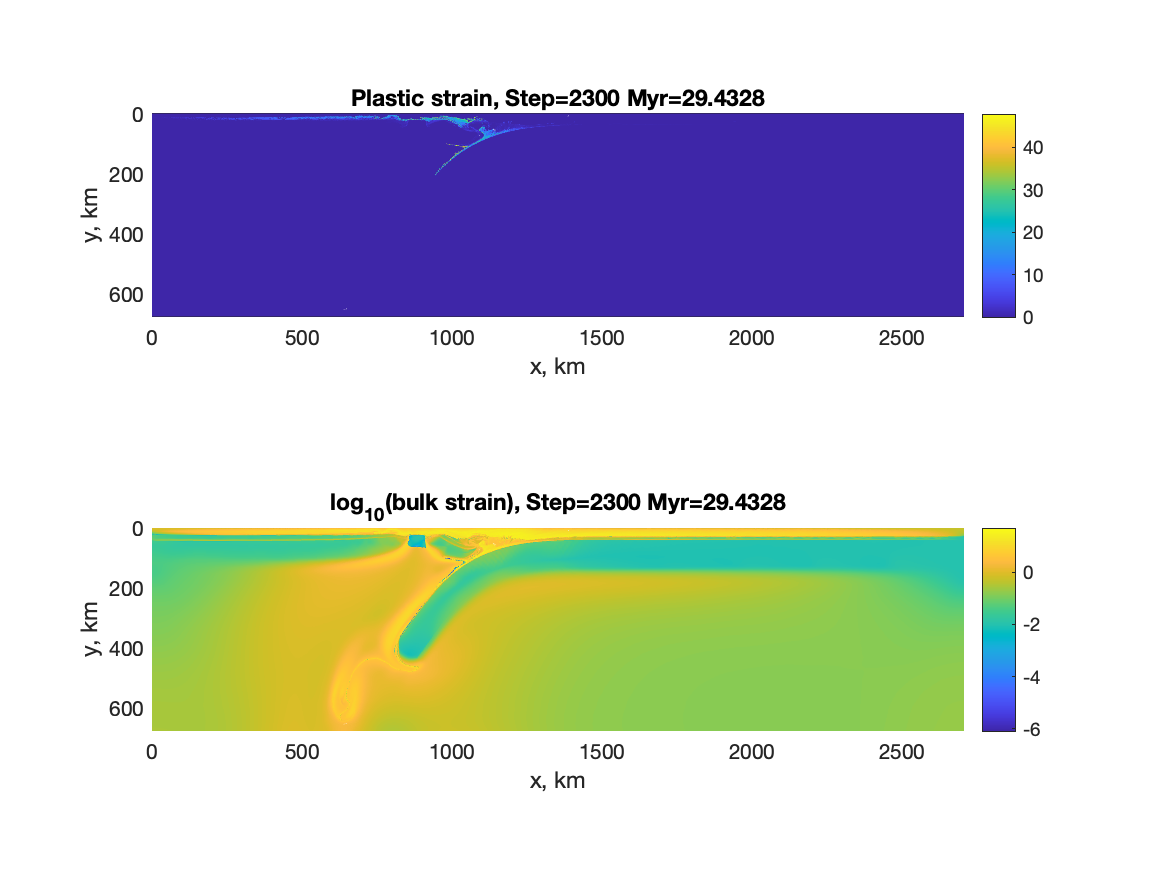 Plastic strain, Step=2300 Myr=29.4328
0
200
400
600
y, km
0 500 1000 1500 2000 2500
x, km
40
30
20
10
0
log10(bulk strain), Step=2300 Myr=29.4328
0
200
400
600
y, km
0 500 1000 1500 2000 2500
x, km
0
-2
-4
-6